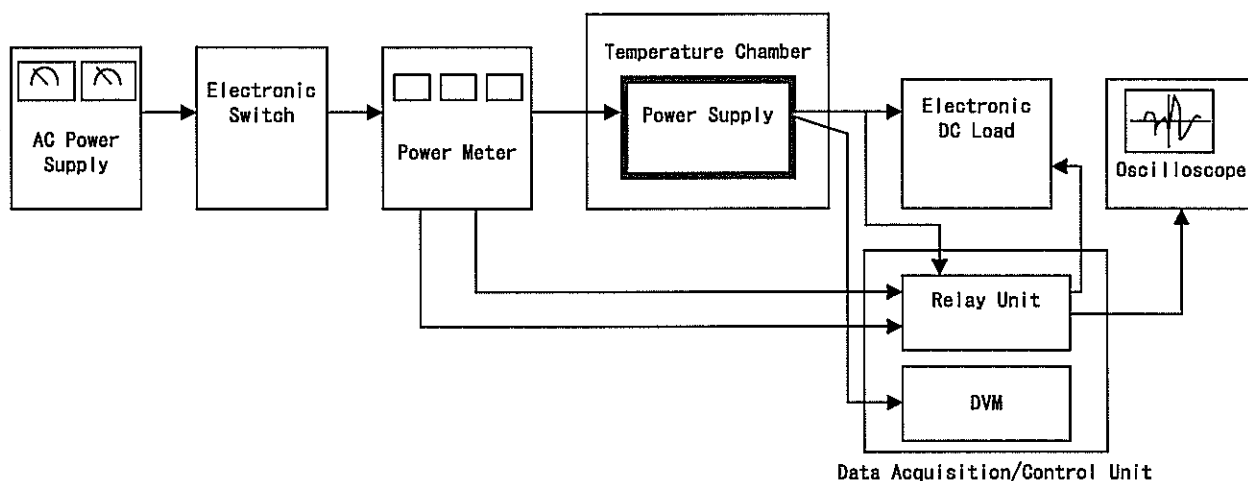 AC Power
Supply
Electronic
Switch
Power Meter
Temperature Chamber
Power Supply
Electronic
DC Load
Oscilloscope
Relay Unit
DVM
Data Acquisition/Control Unit